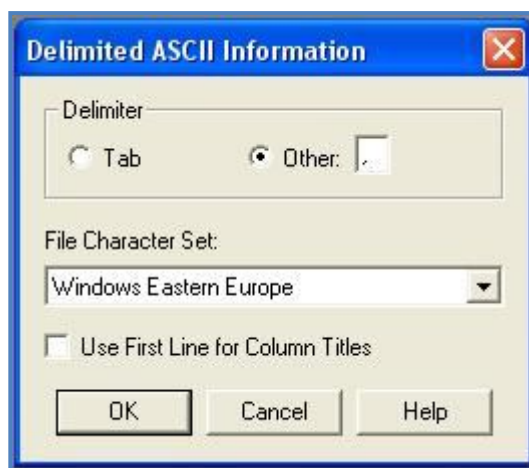 Delimited ASCII Information
Delimiter
Tab
Other: ,
File Character Set:
Windows Eastern Europe
Use First Line for Column Titles
OK Cancel Help